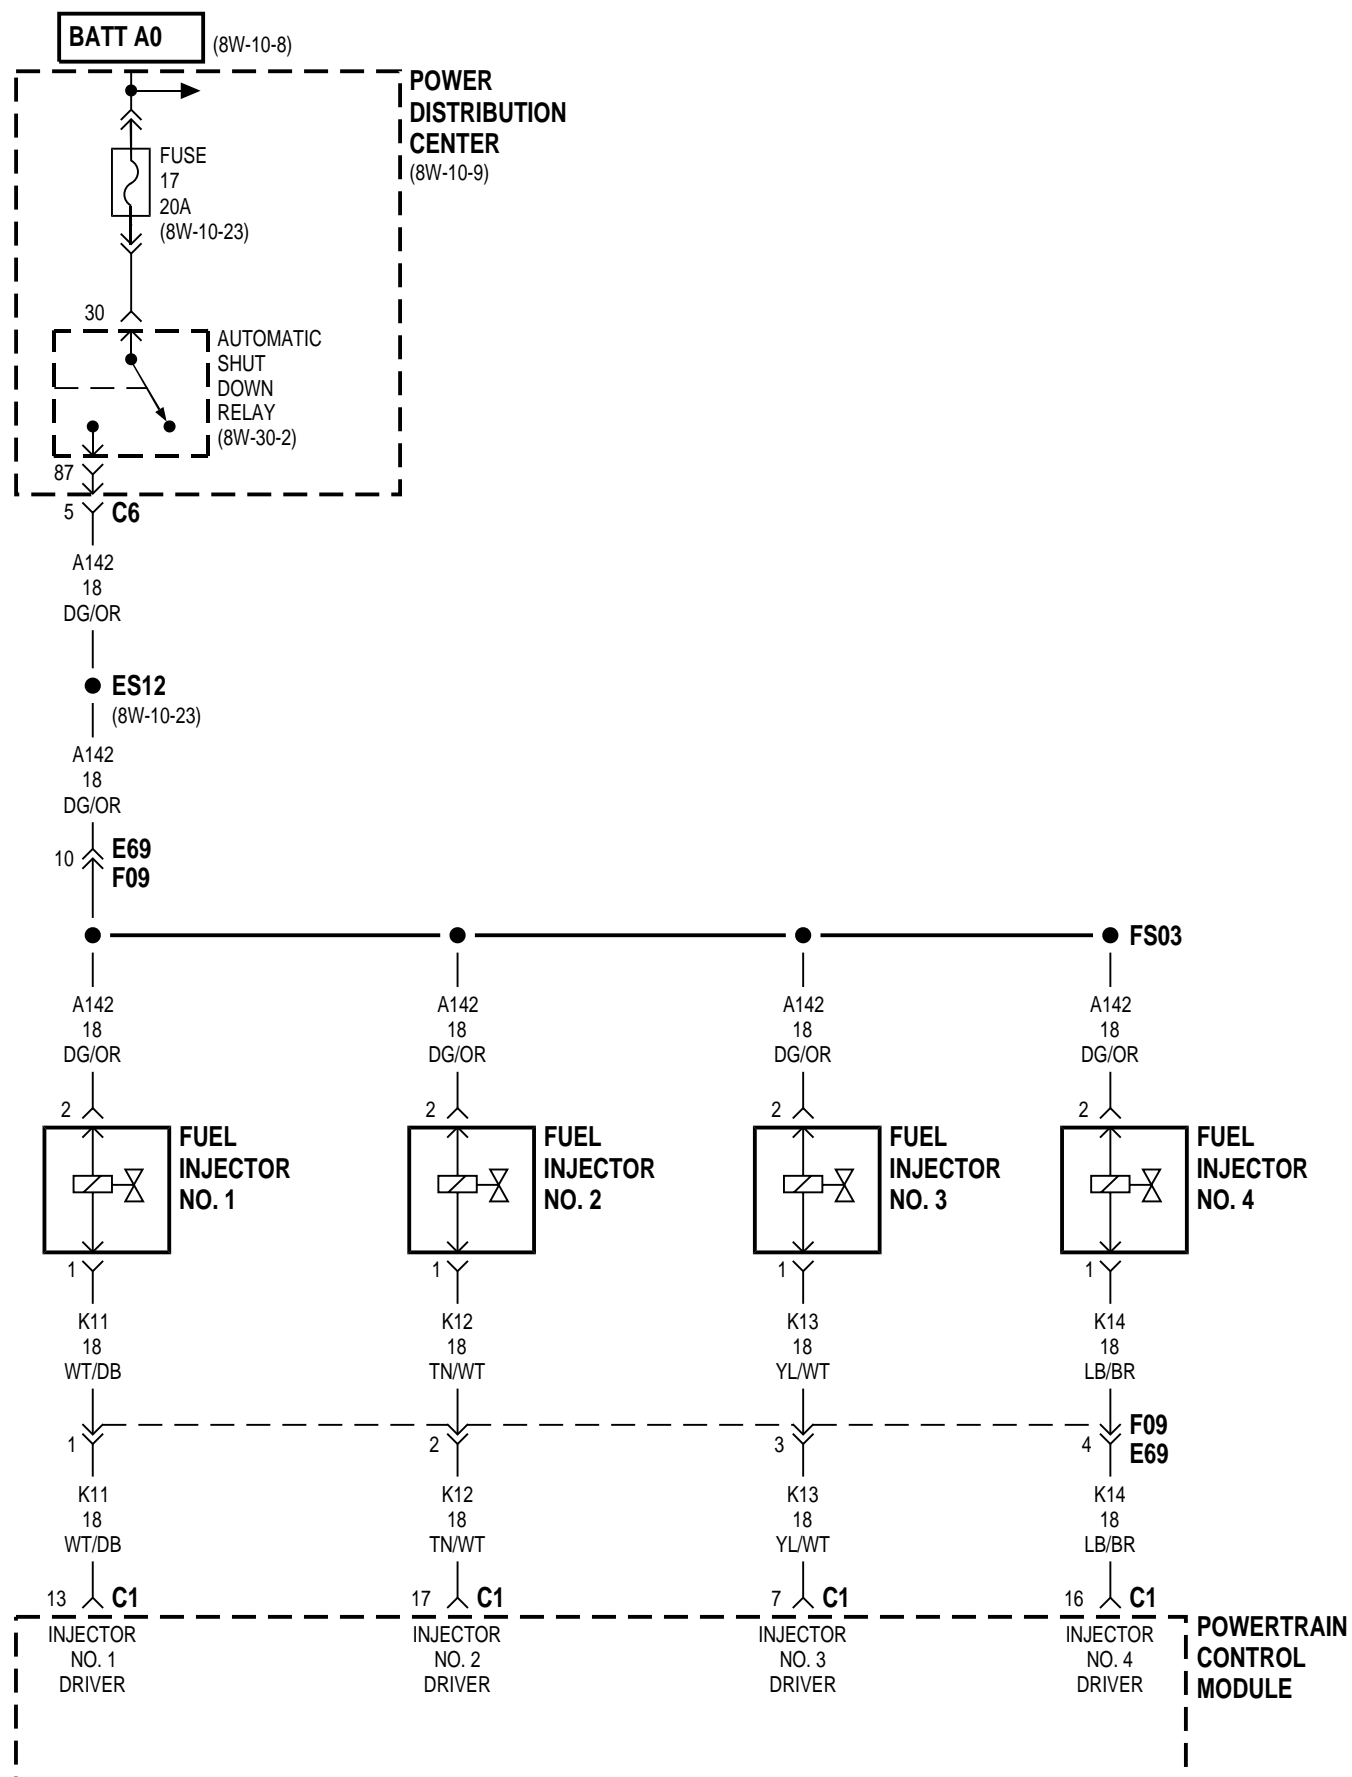 BATT A0
(8W-10-8)
POWER
DISTRIBUTION
CENTER
(8W-10-9)
FUSE
17
20A
(8W-10-23)
30
AUTOMATIC
SHUT
DOWN
RELAY
(8W-30-2)
87
5 C6
A142
18
DG/OR
ES12
(8W-10-23)
A142
18
DG/OR
10 E69
F09
FS03
A142 A142 A142 A142
18 18 18 18
DG/OR DG/OR DG/OR DG/OR
2 2 2 2
FUEL FUEL FUEL FUEL
INJECTOR INJECTOR INJECTOR INJECTOR
NO. 1 NO. 2 NO. 3 NO. 4
1 1 1 1
K11 K12 K13 K14
18 18 18 18
WT/DB TN/WT YL/WT LB/BR
F09
1 2 3 4 E69
K11 K12 K13 K14
18 18 18 18
WT/DB TN/WT YL/WT LB/BR
13 C1 17 C1 7 C1 16 C1
INJECTOR INJECTOR INJECTOR INJECTOR
NO. 1 NO. 2 NO. 3 NO. 4
DRIVER DRIVER DRIVER DRIVER
POWERTRAIN
CONTROL
MODULE